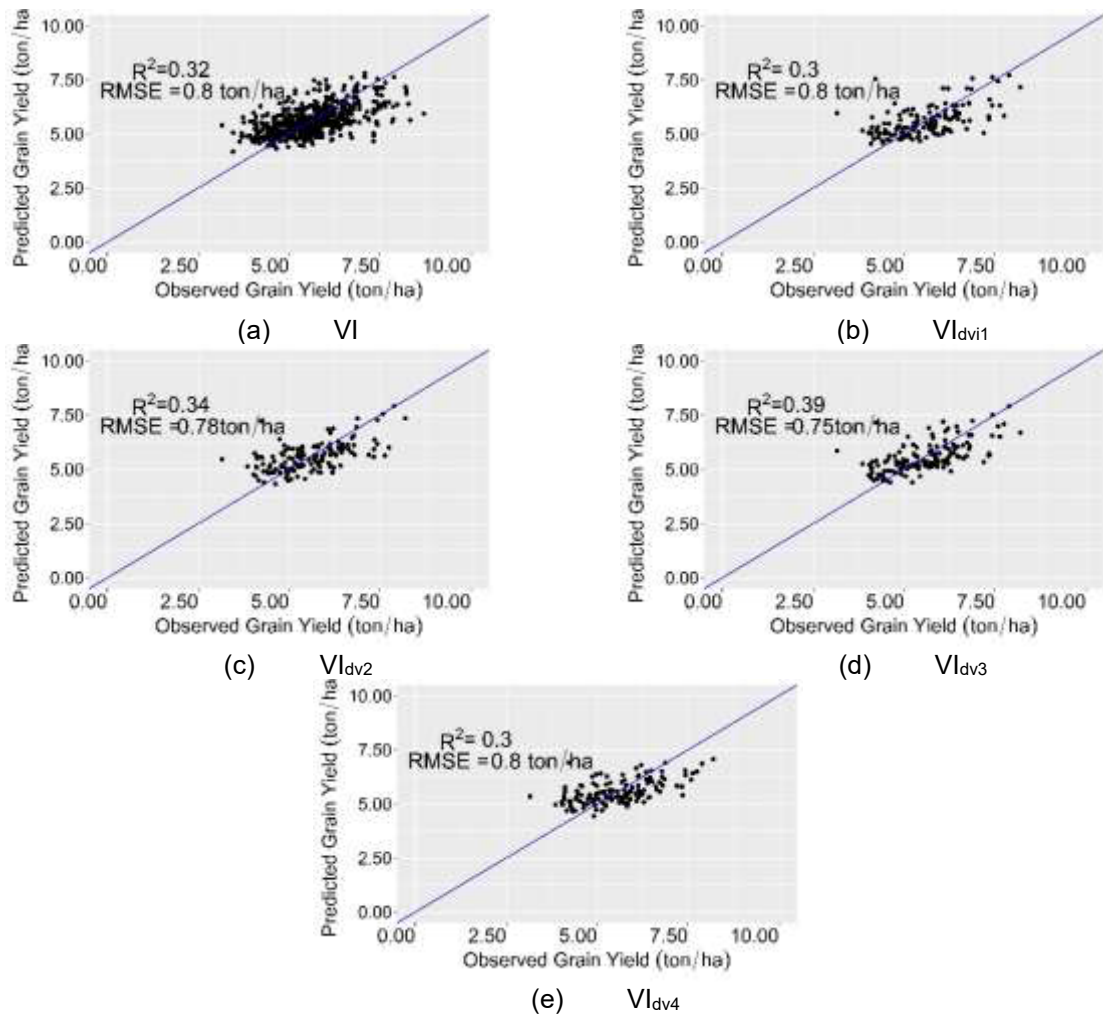 Predicted Grain Yield (ton/ha)
10.00
7.50
5.00
2.50
0.00
R²=0.32
RMSE =0.8 ton/ha
0.00 2.50 5.00 7.50 10.00
Observed Grain Yield (ton/ha)
(a) VI
Predicted Grain Yield (ton/ha)
10.00
7.50
5.00
2.50
0.00
R²= 0.3
RMSE =0.8 ton/ha
0.00 2.50 5.00 7.50 10.00
Observed Grain Yield (ton/ha)
(b) VIdvi1
Predicted Grain Yield (ton/ha
10.00
7.50
5.00
2.50
0.00
R²=0.34
RMSE =0.78ton/ha
0.00 2.50 5.00 7.50 10.00
Observed Grain Yield (ton/ha)
(c) VIdv2
Predicted Grain Yield (ton/ha
10.00
7.50
5.00
2.50
0.00
R²=0.39
RMSE =0.75ton/ha
0.00 2.50 5.00 7.50 10.00
Observed Grain Yield (ton/ha)
(d) VIdv3
Predicted Grain Yield (ton/ha
10.00
7.50
5.00
2.50
0.00
R²= 0.3
RMSE =0.8 ton/ha
0.00 2.50 5.00 7.50 10.00
Observed Grain Yield (ton/ha)
(e) VIdv4